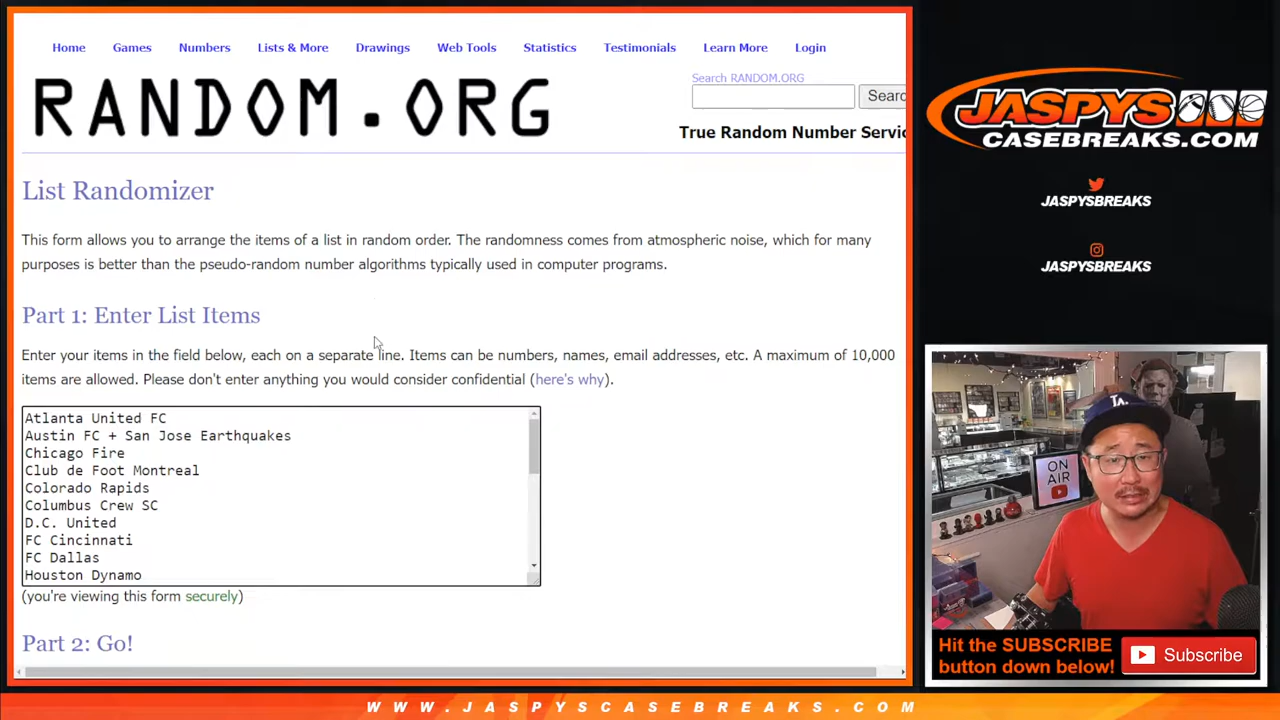 Home Games Numbers Lists & More Drawings Web Tools Statistics Testimonials Learn More Login
Search RANDOM.ORG
RANDOM.ORG
Searc
True Random Number Servic
List Randomizer
This form allows you to arrange the items of a list in random order. The randomness comes from atmospheric noise, which for many
purposes is better than the pseudo-random number algorithms typically used in computer programs.
Part 1: Enter List Items
Enter your items in the field below, each on a separate line. Items can be numbers, names, email addresses, etc. A maximum of 10,000
items are allowed. Please don't enter anything you would consider confidential (here's why).
Atlanta United FC
Austin FC + San Jose Earthquakes
Chicago Fire
Club de Foot Montreal
Colorado Rapids
Columbus Crew SC
D.C. United
FC Cincinnati
FC Dallas
Houston Dynamo
(you're viewing this form securely)
Part 2: Go!
JASPYS
CASEBREAKS.COM
JASPYSBREAKS
JASPYSBREAKS
LA
ON
AIR
Hit the SUBSCRIBE
button down below!
Subscribe
WWW.JASPYSCASEBREAKS.COM